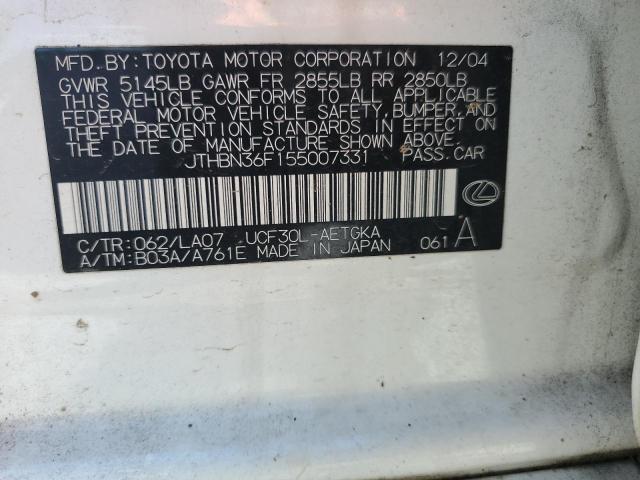 MFD.BY:TOYOTA MOTOR CORPORATION 12/04
GVWR 5145LB GAWR FR 2855LB RR 2850LB
THIS VEHICLE CONFORMS TO ALL APPLICABLE
FEDERAL MOTOR VEHICLE SAFETY,BUMPER,AND
THEFT PREVENTION STANDARDS IN EFFECT ON
THE DATE OF MANUFACTURE SHOWN ABOVE.
JTHBN36F155007331 PASS.CAR
C/TR:062/LA07 UCF30L-AETGKA
A/TM:B03A/A761E MADE IN JAPAN 061 A